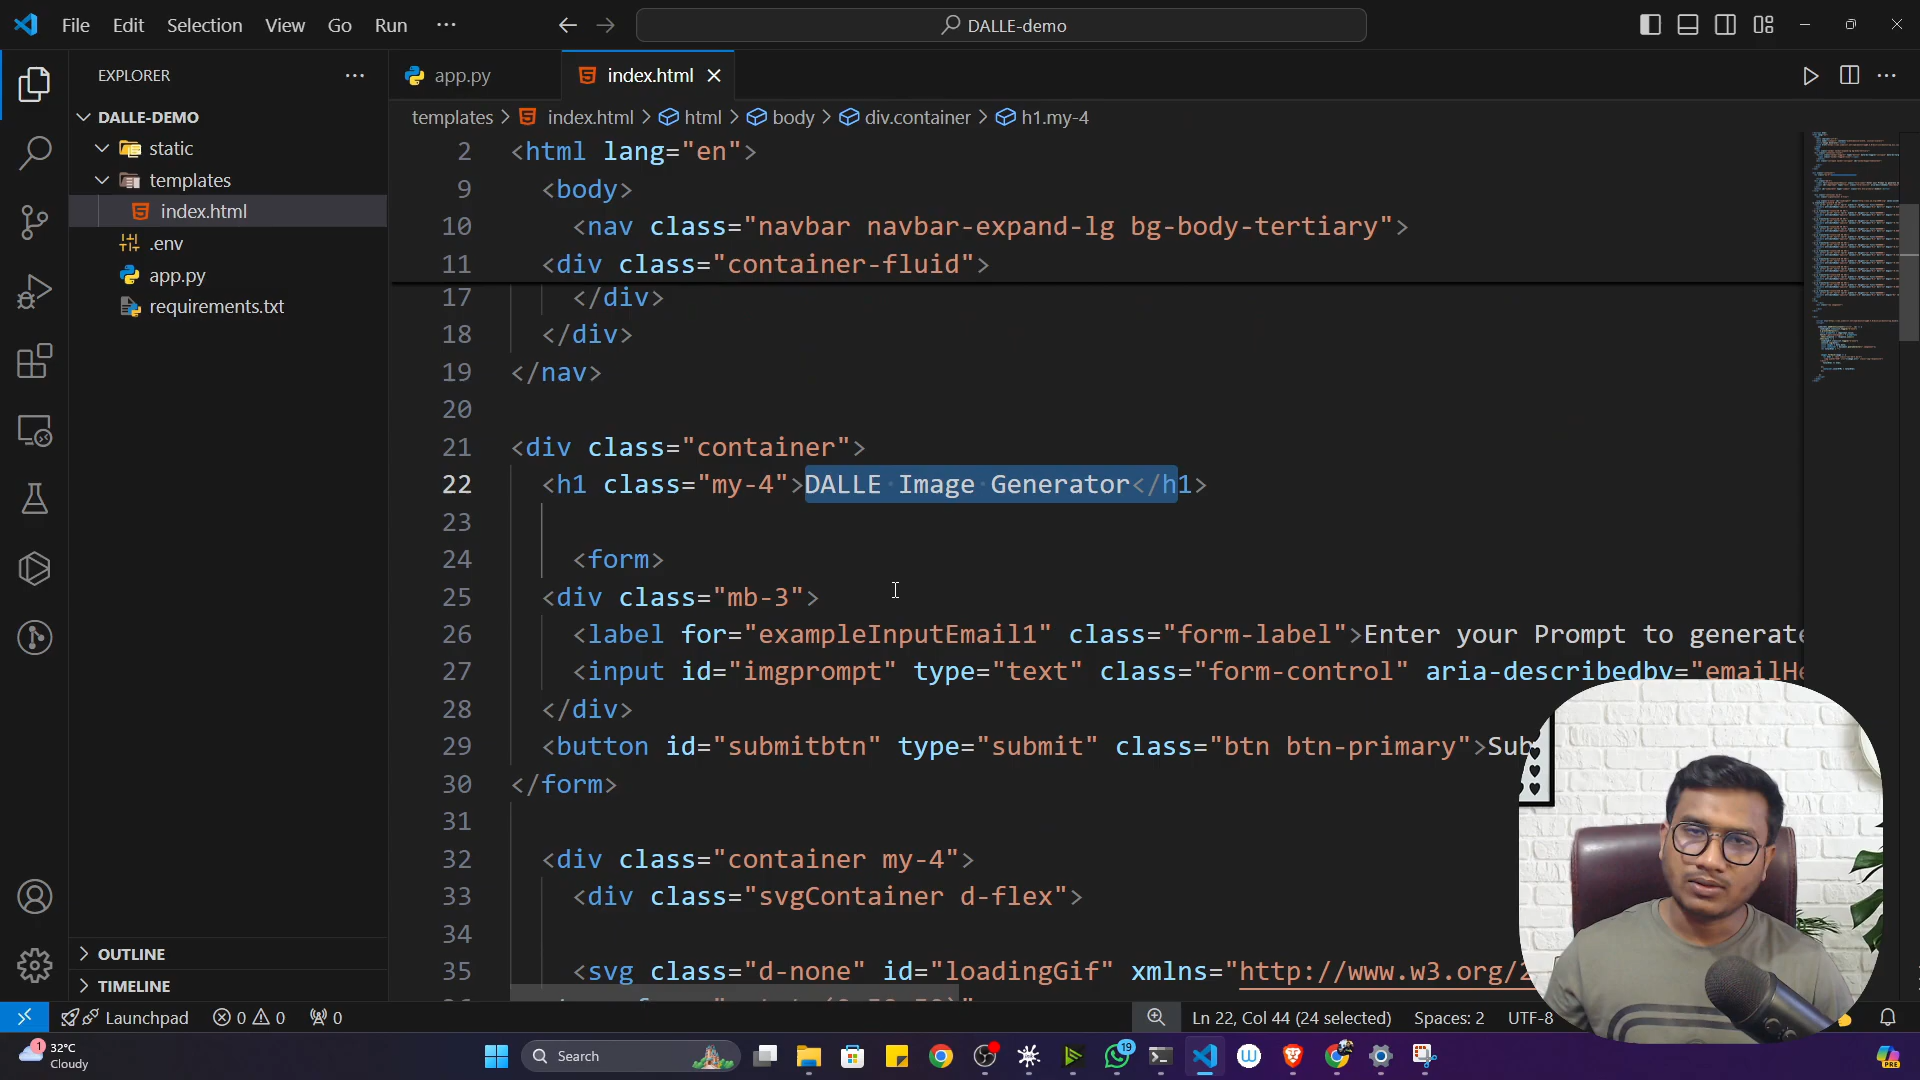 File Edit Selection View Go Run ···
DALLE-demo
EXPLORER ···
DALLE-DEMO
static
templates
index.html
.env
app.py
requirements.txt
OUTLINE
TIMELINE
app.py index.html
templates > index.html > html > body > div.container > h1.my-4
2 <html lang="en">
9 <body>
10 <nav class="navbar navbar-expand-lg bg-body-tertiary">
11 <div class="container-fluid">
17 </div>
18 </div>
19 </nav>
20
21 <div class="container">
22 <h1 class="my-4">DALLE Image Generator</h1>
23
24 <form>
25 <div class="mb-3">
26 <label for="exampleInputEmail1" class="form-label">Enter your Prompt to generate
27 <input id="imgprompt" type="text" class="form-control" aria-describedby="emailHe
28 </div>
29 <button id="submitbtn" type="submit" class="btn btn-primary">Sub
30 </form>
31
32 <div class="container my-4">
33 <div class="svgContainer d-flex">
34
35 <svg class="d-none" id="loadingGif" xmlns="http://www.w3.org/2
Launchpad 0 0 0 Ln 22, Col 44 (24 selected) Spaces: 2 UTF-8
1 32°C
Cloudy
Search
19
PRE